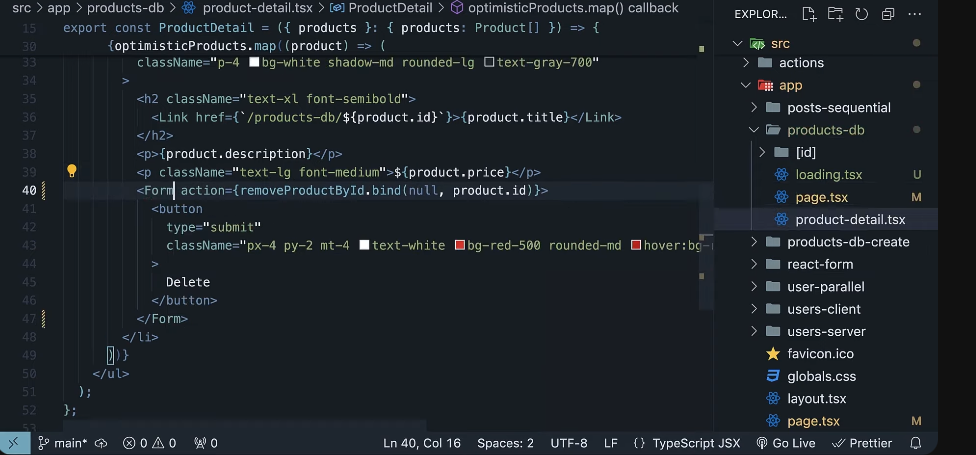 src > app > products-db > product-detail.tsx > ProductDetail > optimisticProducts.map() callback
15 export const ProductDetail = ({ products }: { products: Product[] }) => {
30 {optimisticProducts.map((product) => (
33 className="p-4 bg-white shadow-md rounded-lg text-gray-700"
34 >
35 <h2 className="text-xl font-semibold">
36 <Link href={`/products-db/${product.id}`}>{product.title}</Link>
37 </h2>
38 <p>{product.description}</p>
39 <p className="text-lg font-medium">${product.price}</p>
40 <Form action={removeProductById.bind(null, product.id)}>
41 <button
42 type="submit"
43 className="px-4 py-2 mt-4 text-white bg-red-500 rounded-md hover:bg-r
44 >
45 Delete
46 </button>
47 </Form>
48 </li>
49 ))}
50 </ul>
51 );
52 };
53
EXPLOR...
src
actions
app
posts-sequential
products-db
[id]
loading.tsx U
page.tsx M
product-detail.tsx
products-db-create
react-form
user-parallel
users-client
users-server
favicon.ico
globals.css
layout.tsx
page.tsx M
main* 0 0 0 Ln 40, Col 16 Spaces: 2 UTF-8 LF {} TypeScript JSX Go Live Prettier